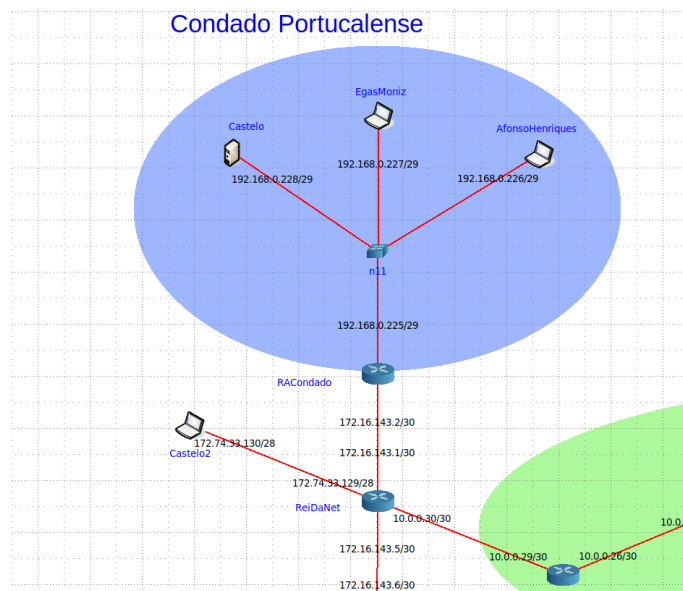 Condado Portucalense
EgasMoniz
Castelo
AfonsoHenriques
192.168.0.227/29
192.168.0.228/29
192.168.0.226/29
n11
192.168.0.225/29
RACondado
172.16.143.2/30
172.74.33.130/28
Castelo2
172.16.143.1/30
172.74.33.129/28
ReiDaNet
10.0.0.30/30
10.0.
172.16.143.5/30
10.0.0.29/30
10.0.0.26/30
172.16.143.6/30